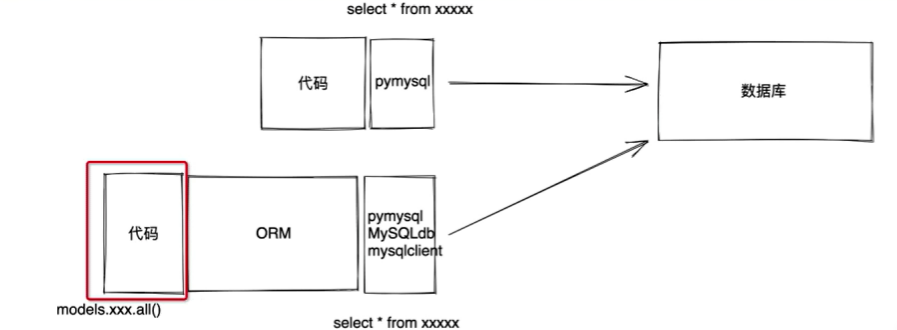 select * from xxxxx
代码
pymysql
数据库
代码
ORM
pymysql
MySQLdb
mysqlclient
models.xxx.all()
select * from xxxxx